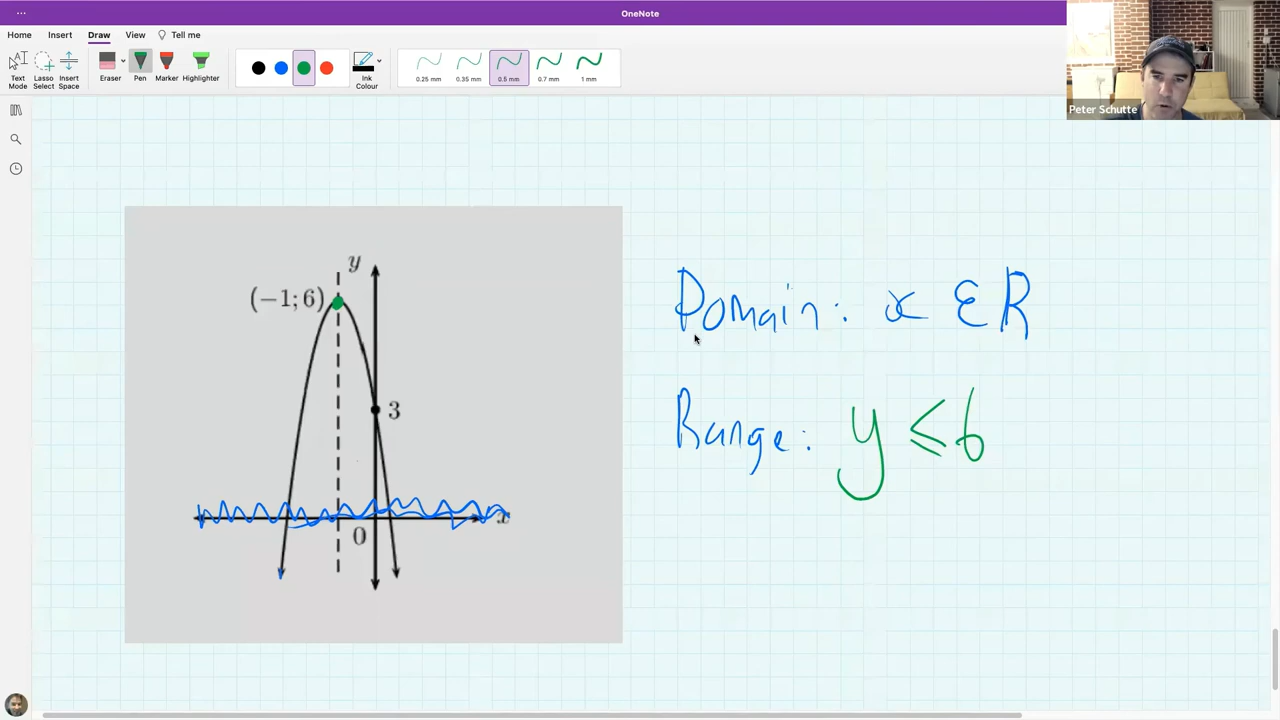 OneNote
Home Insert Draw View Tell me
Text Mode
Lasso Select
Insert Space
Eraser
Pen
Marker
Highlighter
Colour
0.25 mm
0.35 mm
0.5 mm
0.7 mm
1 mm
Peter Schutte
y
(−1; 6)
3
0
x
Domain: x ε R
Range: y ≤ 6